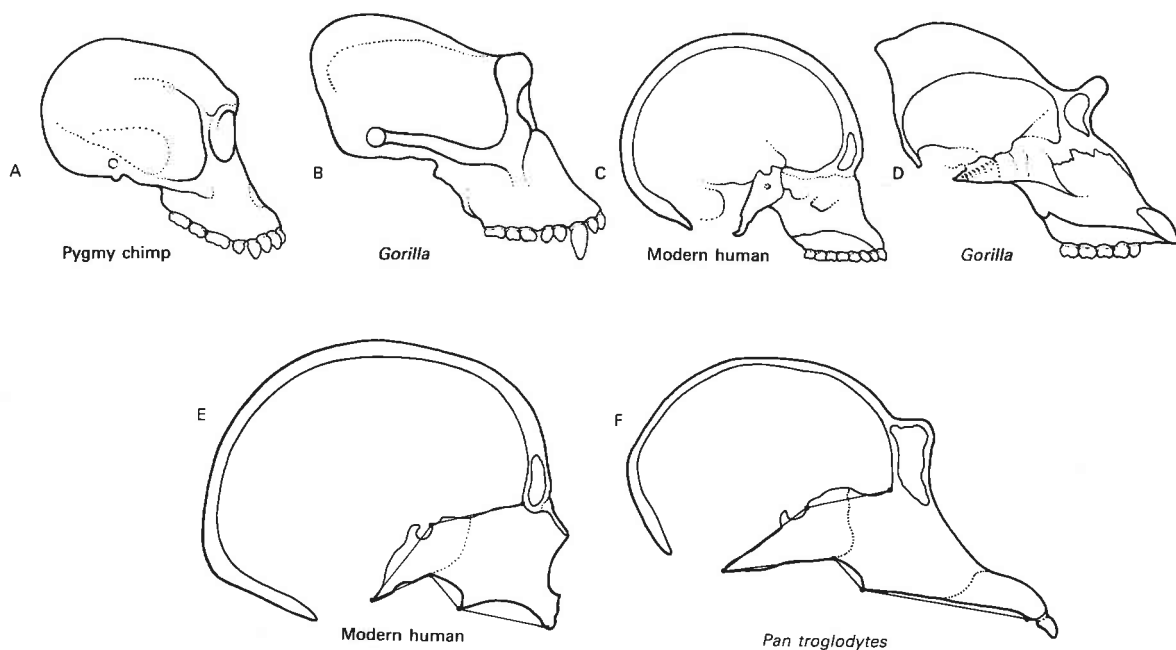 A
Pygmy chimp
B
Gorilla
C
Modern human
D
Gorilla
E
Modern human
F
Pan troglodytes